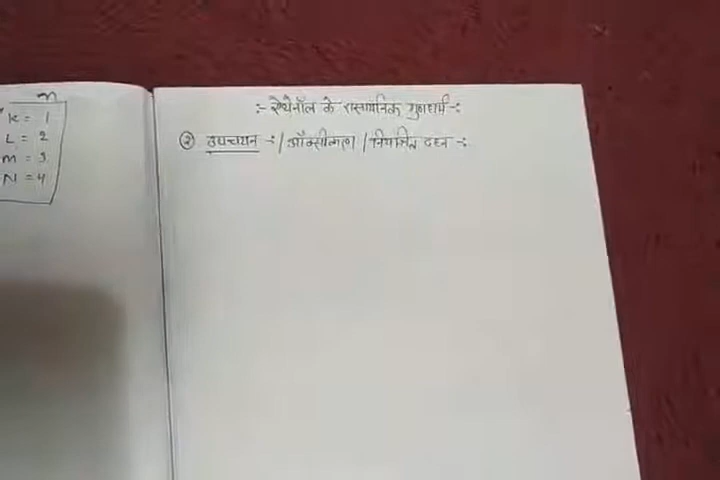 n
K = 1
L = 2
M = 3
N = 4
:- एथेनॉल के रासायनिक गुणधर्म -:
② उपचयन -: / ऑक्सीकरण / नियंत्रित दहन -: